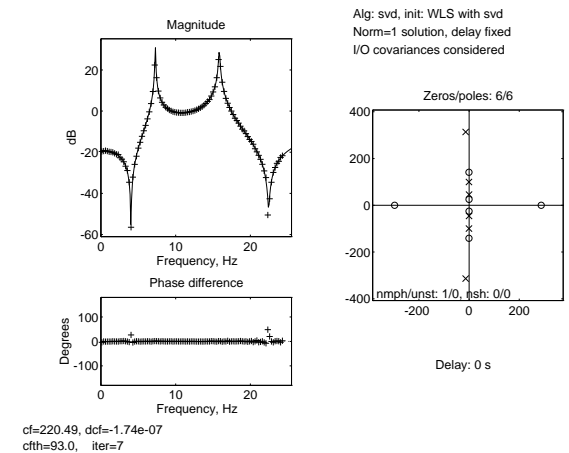 Alg: svd, init: WLS with svd
Norm=1 solution, delay fixed
I/O covariances considered
Magnitude
20
0
-20
-40
-60
dB
0 10 20
Frequency, Hz
Phase difference
100
0
-100
Degrees
0 10 20
Frequency, Hz
Zeros/poles: 6/6
400
200
0
-200
-400
nmph/unst: 1/0, nsh: 0/0
-200 0 200
Delay: 0 s
cf=220.49, dcf=-1.74e-07
cfth=93.0, iter=7